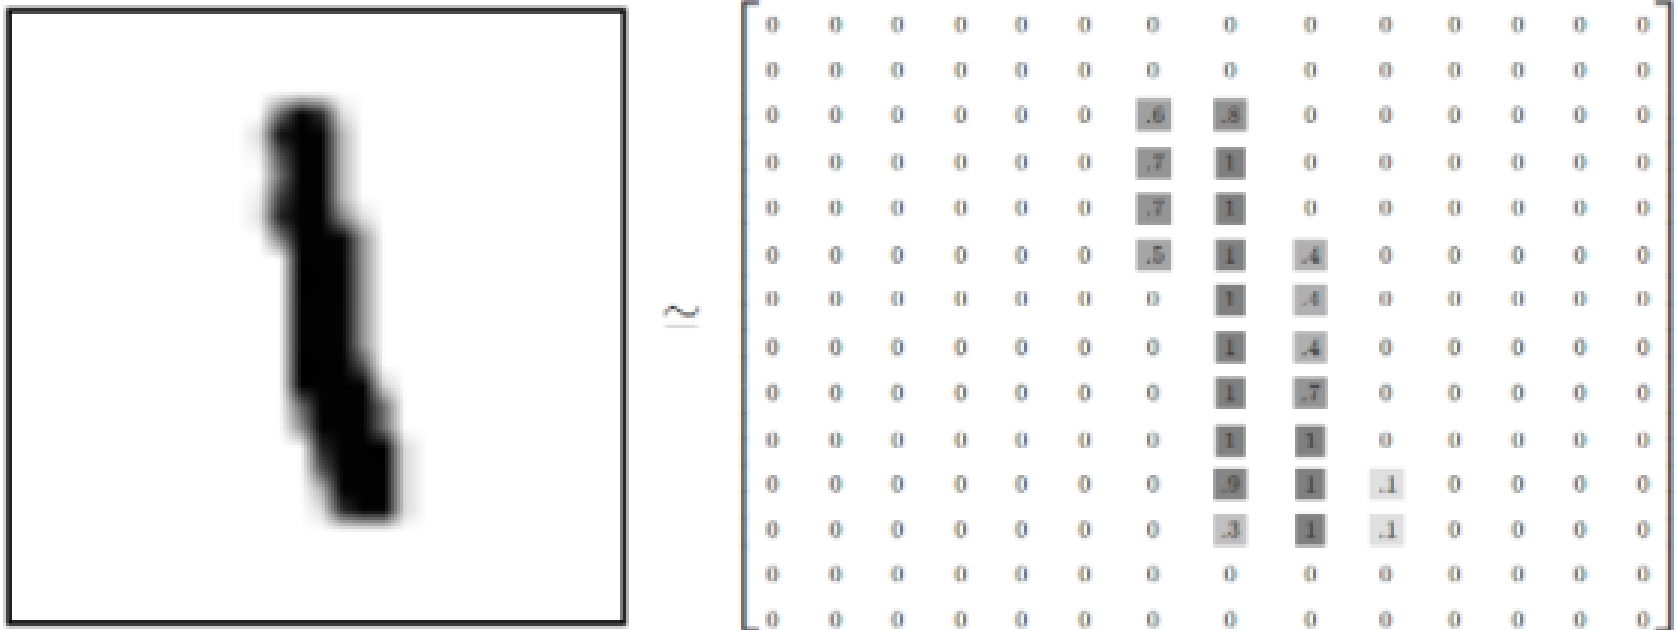 ≃
0 0 0 0 0 0 0 0 0 0 0 0 0 0
0 0 0 0 0 0 0 0 0 0 0 0 0 0
0 0 0 0 0 0 .6 .8 0 0 0 0 0 0
0 0 0 0 0 0 .7 1 0 0 0 0 0 0
0 0 0 0 0 0 .7 1 0 0 0 0 0 0
0 0 0 0 0 0 .5 1 .4 0 0 0 0 0
0 0 0 0 0 0 0 1 .4 0 0 0 0 0
0 0 0 0 0 0 0 1 .4 0 0 0 0 0
0 0 0 0 0 0 0 1 .7 0 0 0 0 0
0 0 0 0 0 0 0 1 1 0 0 0 0 0
0 0 0 0 0 0 0 .9 1 .1 0 0 0 0
0 0 0 0 0 0 0 .3 1 .1 0 0 0 0
0 0 0 0 0 0 0 0 0 0 0 0 0 0
0 0 0 0 0 0 0 0 0 0 0 0 0 0